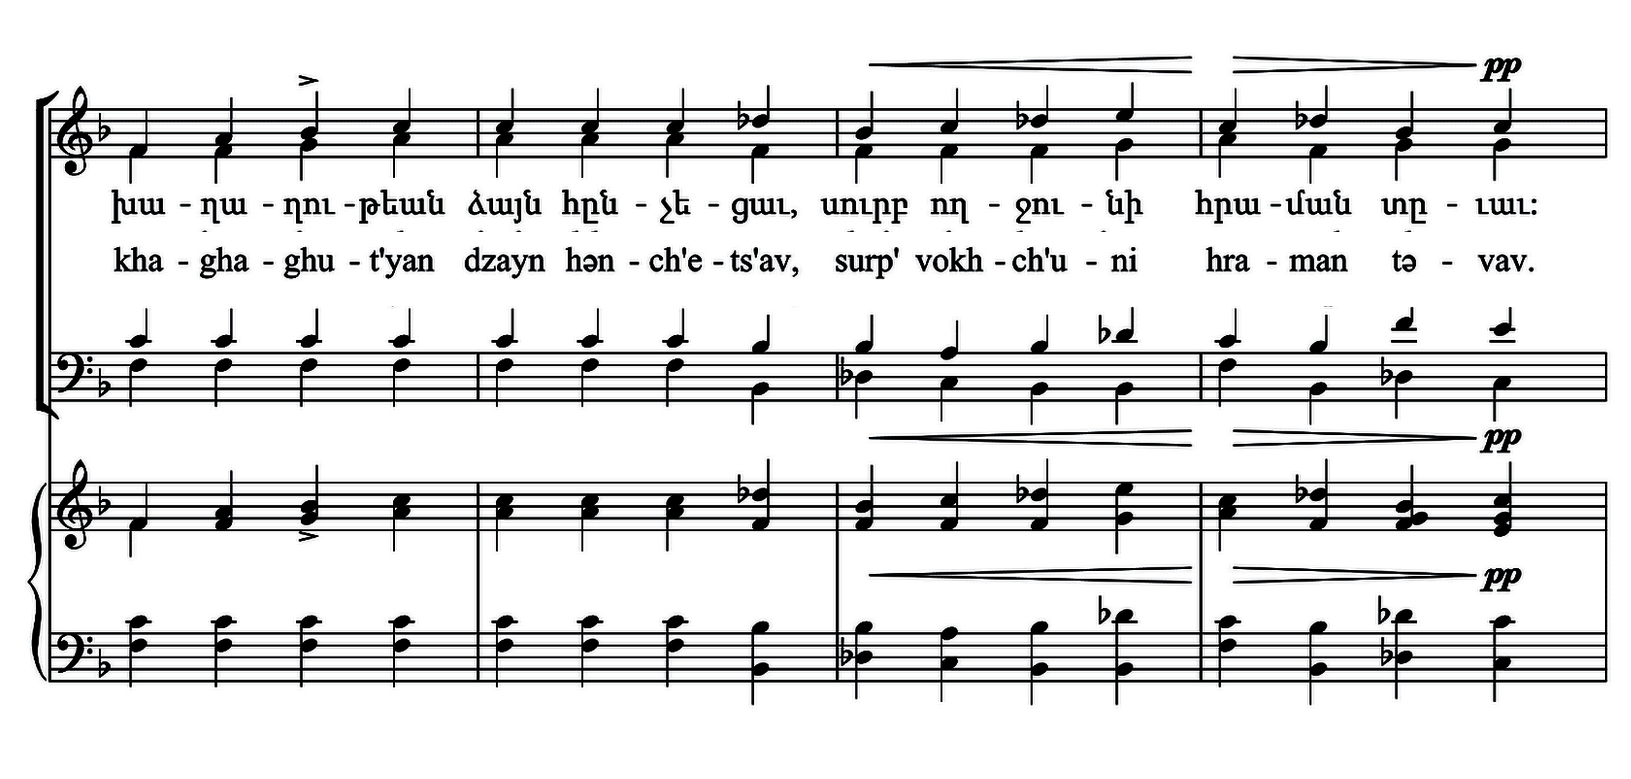 pp
խա - ղա - ղու - թեան ձայն հըն - չե - ցաւ, սուրբ ող - ջու - նի հրա - ման տը - ւաւ։
kha - gha - ghu - t'yan dzayn hən - ch'e - ts'av, surp' vokh - ch'u - ni hra - man tə - vav.
pp
pp